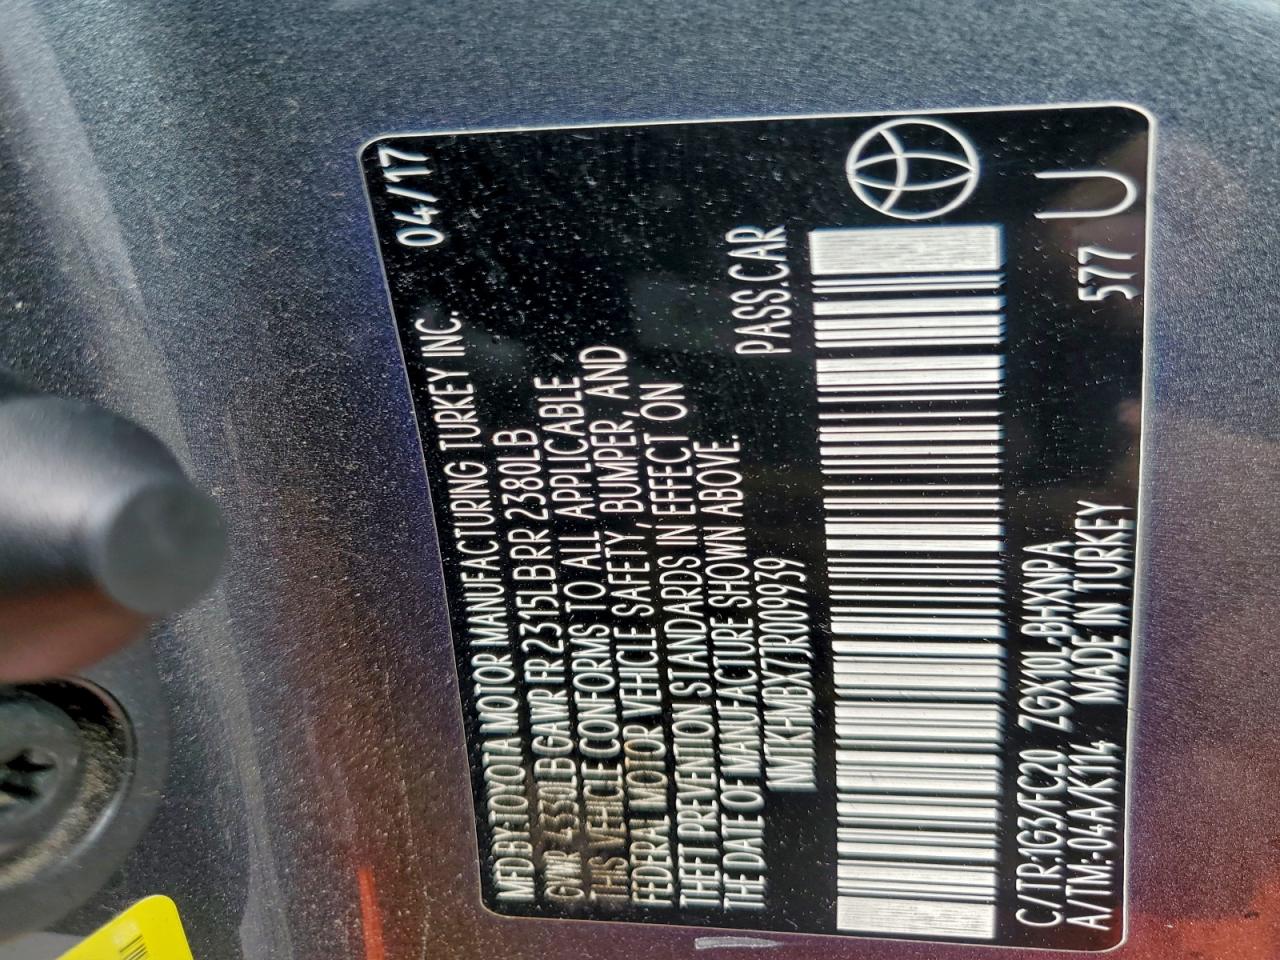 MFD BY:TOYOTA MOTOR MANUFACTURING TURKEY INC. 04/17
GVWR 4330LB GAWR FR 2315LB RR 2380LB
THIS VEHICLE CONFORMS TO ALL APPLICABLE
FEDERAL MOTOR VEHICLE SAFETY, BUMPER, AND
THEFT PREVENTION STANDARDS IN EFFECT ON
THE DATE OF MANUFACTURE SHOWN ABOVE.
NMTKHMBX7JR009939 PASS.CAR
C/TR:1G3/FC20, ZGX10L-BHXNPA
A/TM:04A/K114 MADE IN TURKEY 577 U